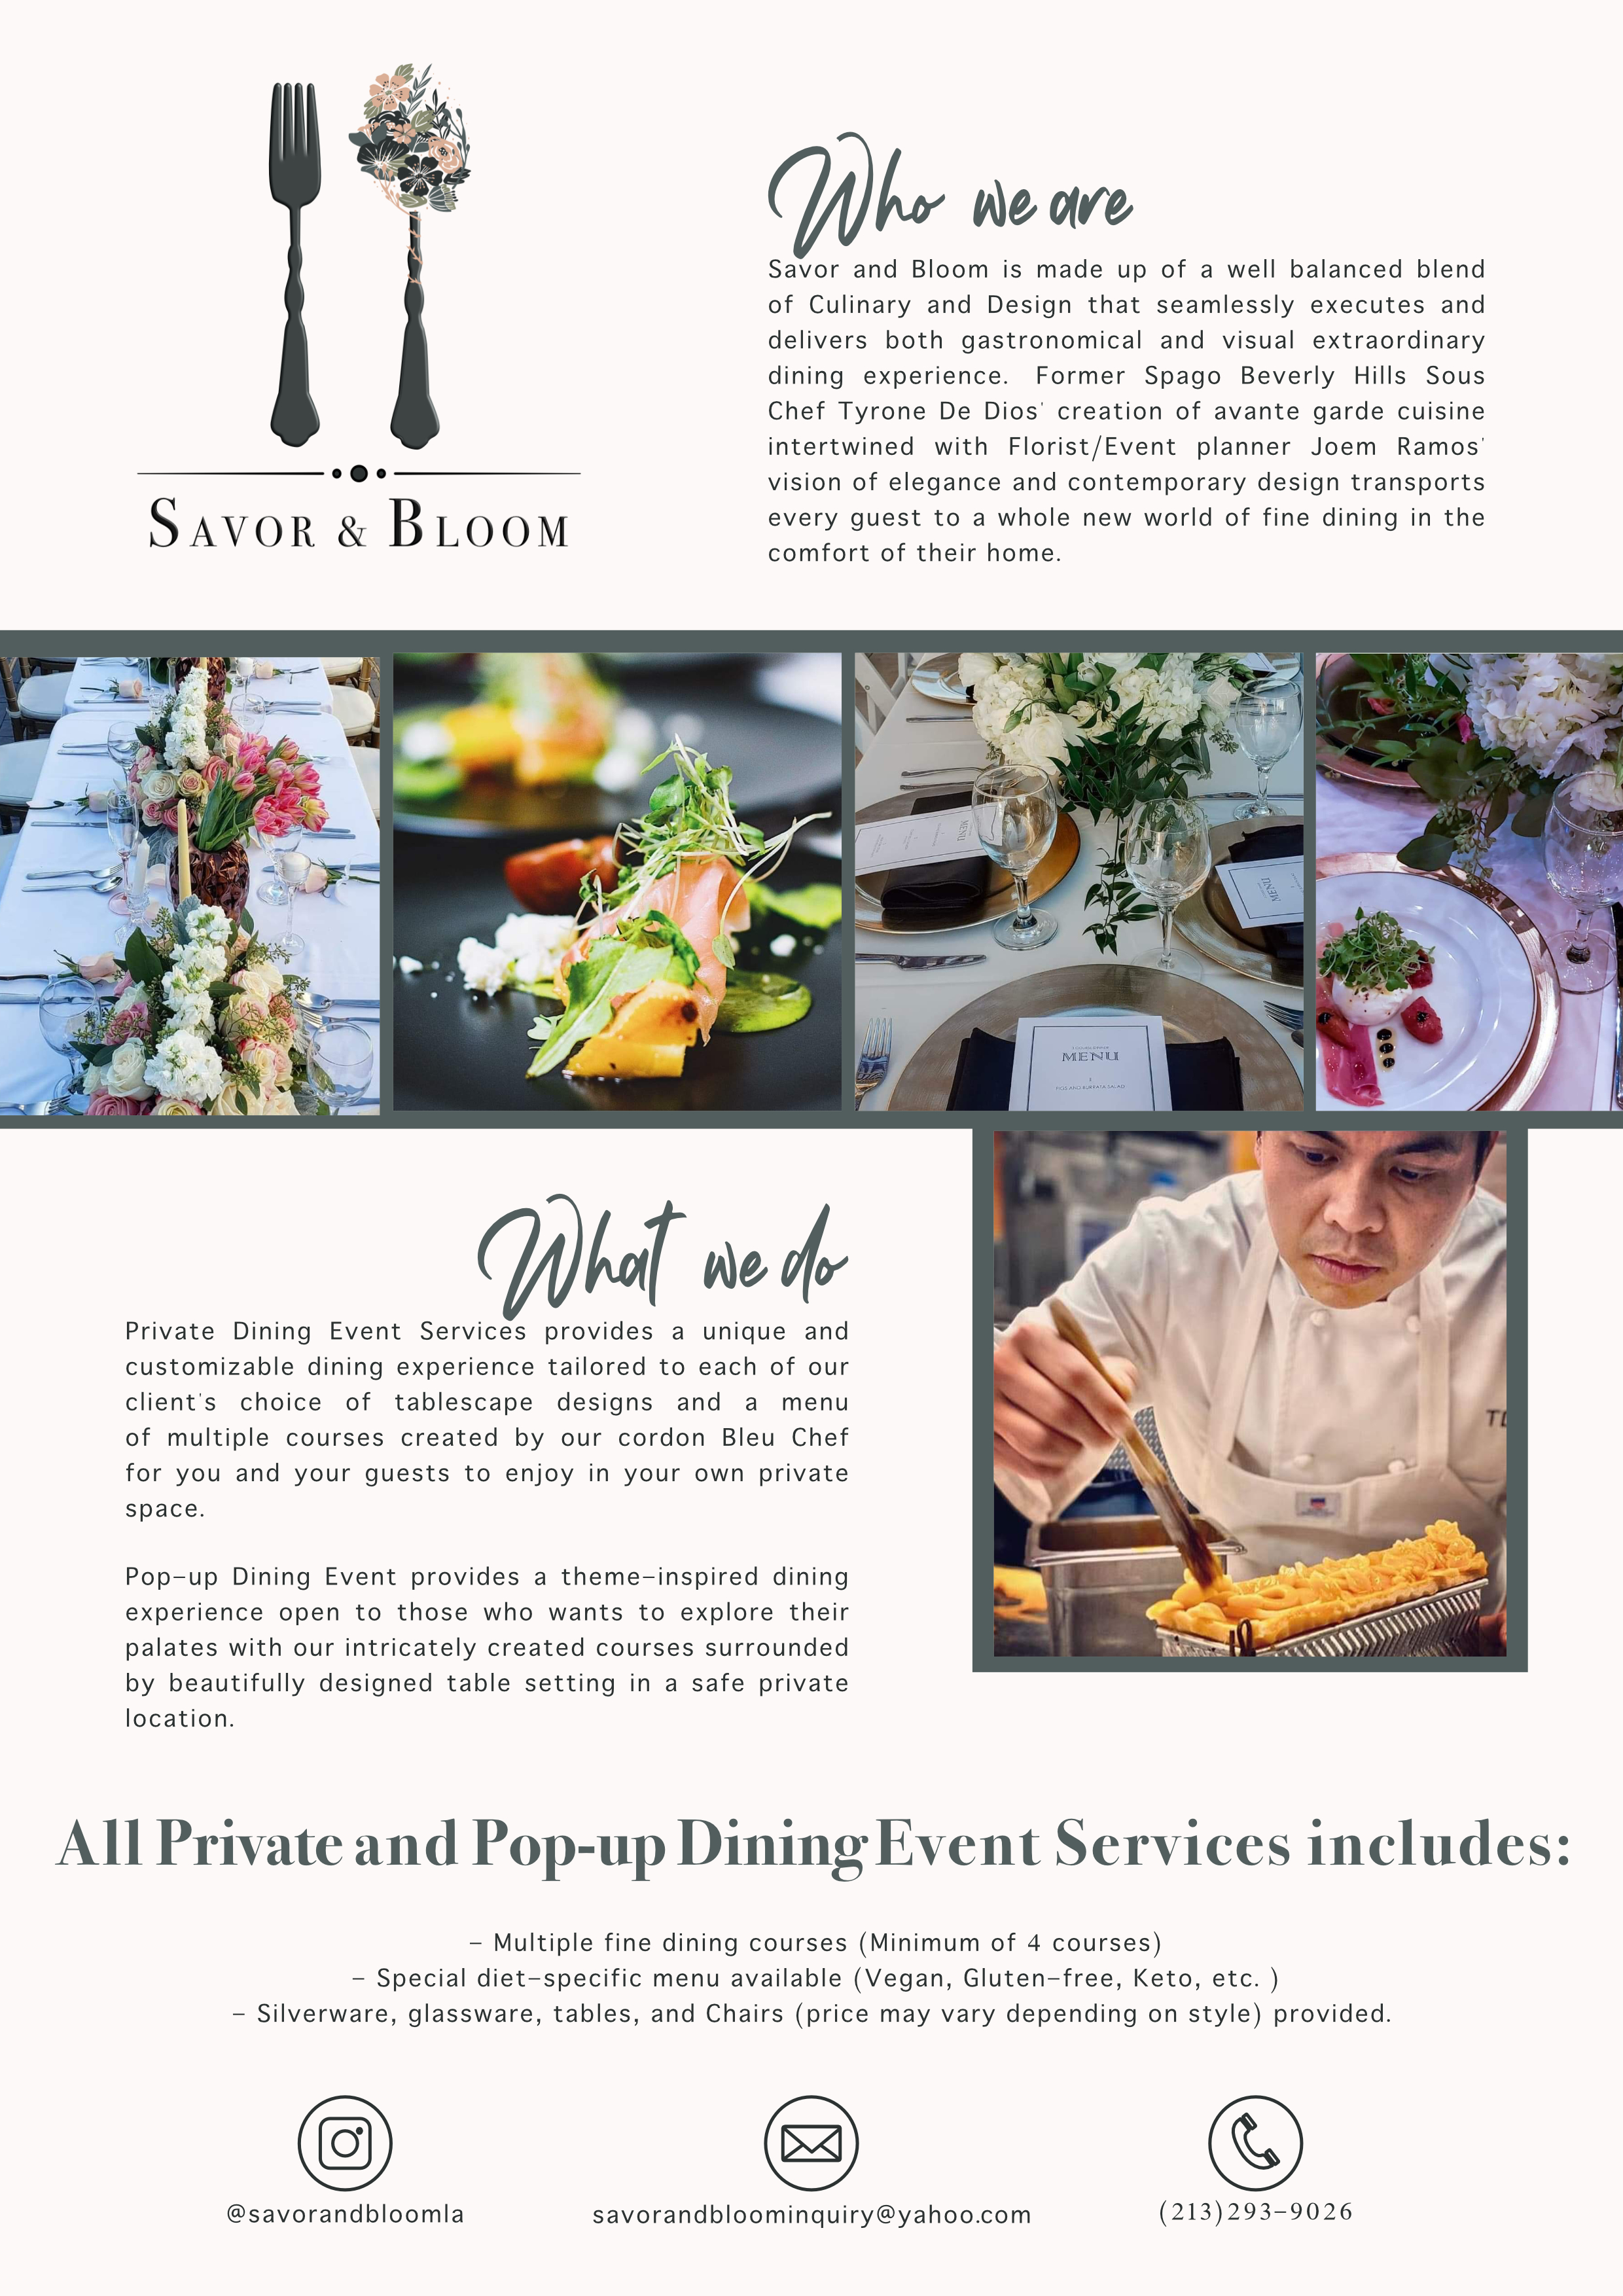 SAVOR & BLOOM
Who we are
Savor and Bloom is made up of a well balanced blend
of Culinary and Design that seamlessly executes and
delivers both gastronomical and visual extraordinary
dining experience. Former Spago Beverly Hills Sous
Chef Tyrone De Dios' creation of avante garde cuisine
intertwined with Florist/Event planner Joem Ramos'
vision of elegance and contemporary design transports
every guest to a whole new world of fine dining in the
comfort of their home.
MENU
MENU
MENU
FIGS AND BURRATA SALAD
What we do
Private Dining Event Services provides a unique and
customizable dining experience tailored to each of our
client's choice of tablescape designs and a menu
of multiple courses created by our cordon Bleu Chef
for you and your guests to enjoy in your own private
space.
Pop-up Dining Event provides a theme-inspired dining
experience open to those who wants to explore their
palates with our intricately created courses surrounded
by beautifully designed table setting in a safe private
location.
All Private and Pop-up Dining Event Services includes:
- Multiple fine dining courses (Minimum of 4 courses)
- Special diet-specific menu available (Vegan, Gluten-free, Keto, etc. )
- Silverware, glassware, tables, and Chairs (price may vary depending on style) provided.
@savorandbloomla
savorandbloominquiry@yahoo.com
(213)293-9026